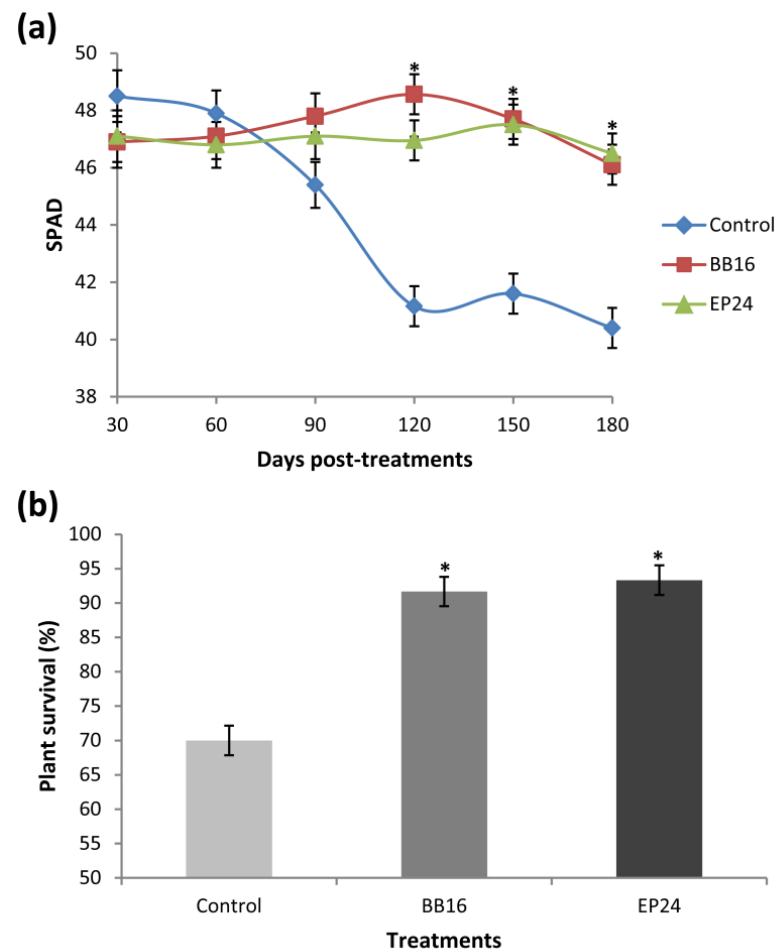 (a)
50
48
46
44
42
40
38
SPAD
*
*
*
30 60 90 120 150 180
Days post-treatments
Control
BB16
EP24
(b)
100
95
90
85
80
75
70
65
60
55
50
Plant survival (%)
*
*
Control BB16 EP24
Treatments